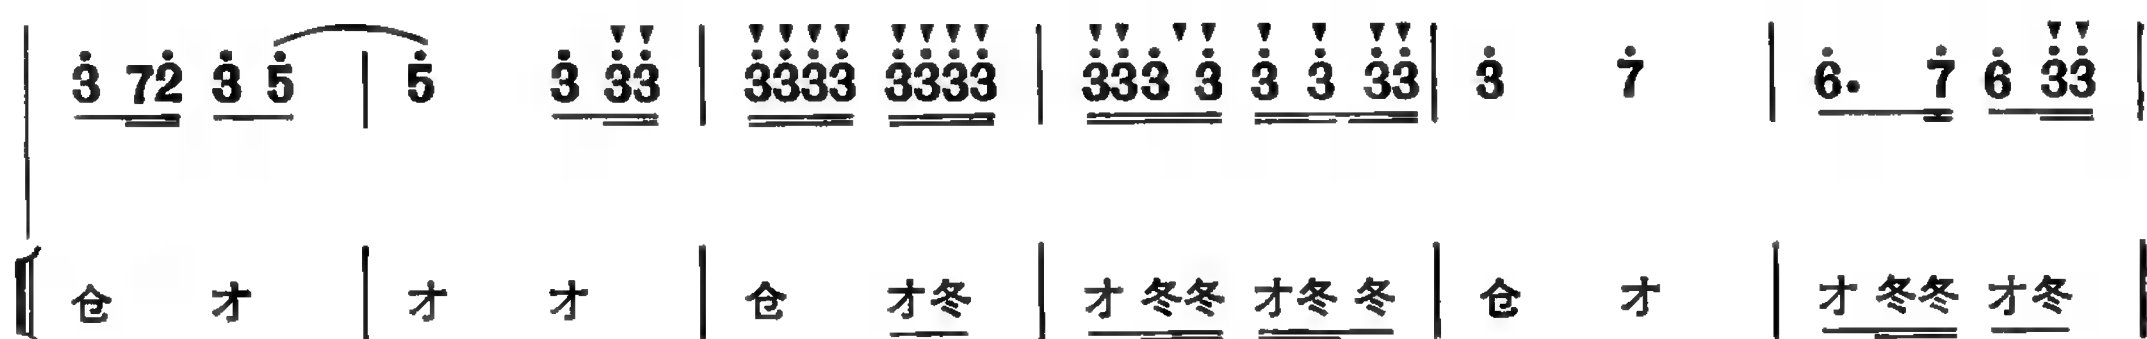 3 72 3 5 | 5 3 33 | 3333 3333 | 333 3 3 3 33 | 3 7 | 6. 7 6 33 |
仓 才 | 才 才 | 仓 才冬 | 才 冬冬 才冬 冬 | 仓 才 | 才 冬冬 才冬 |